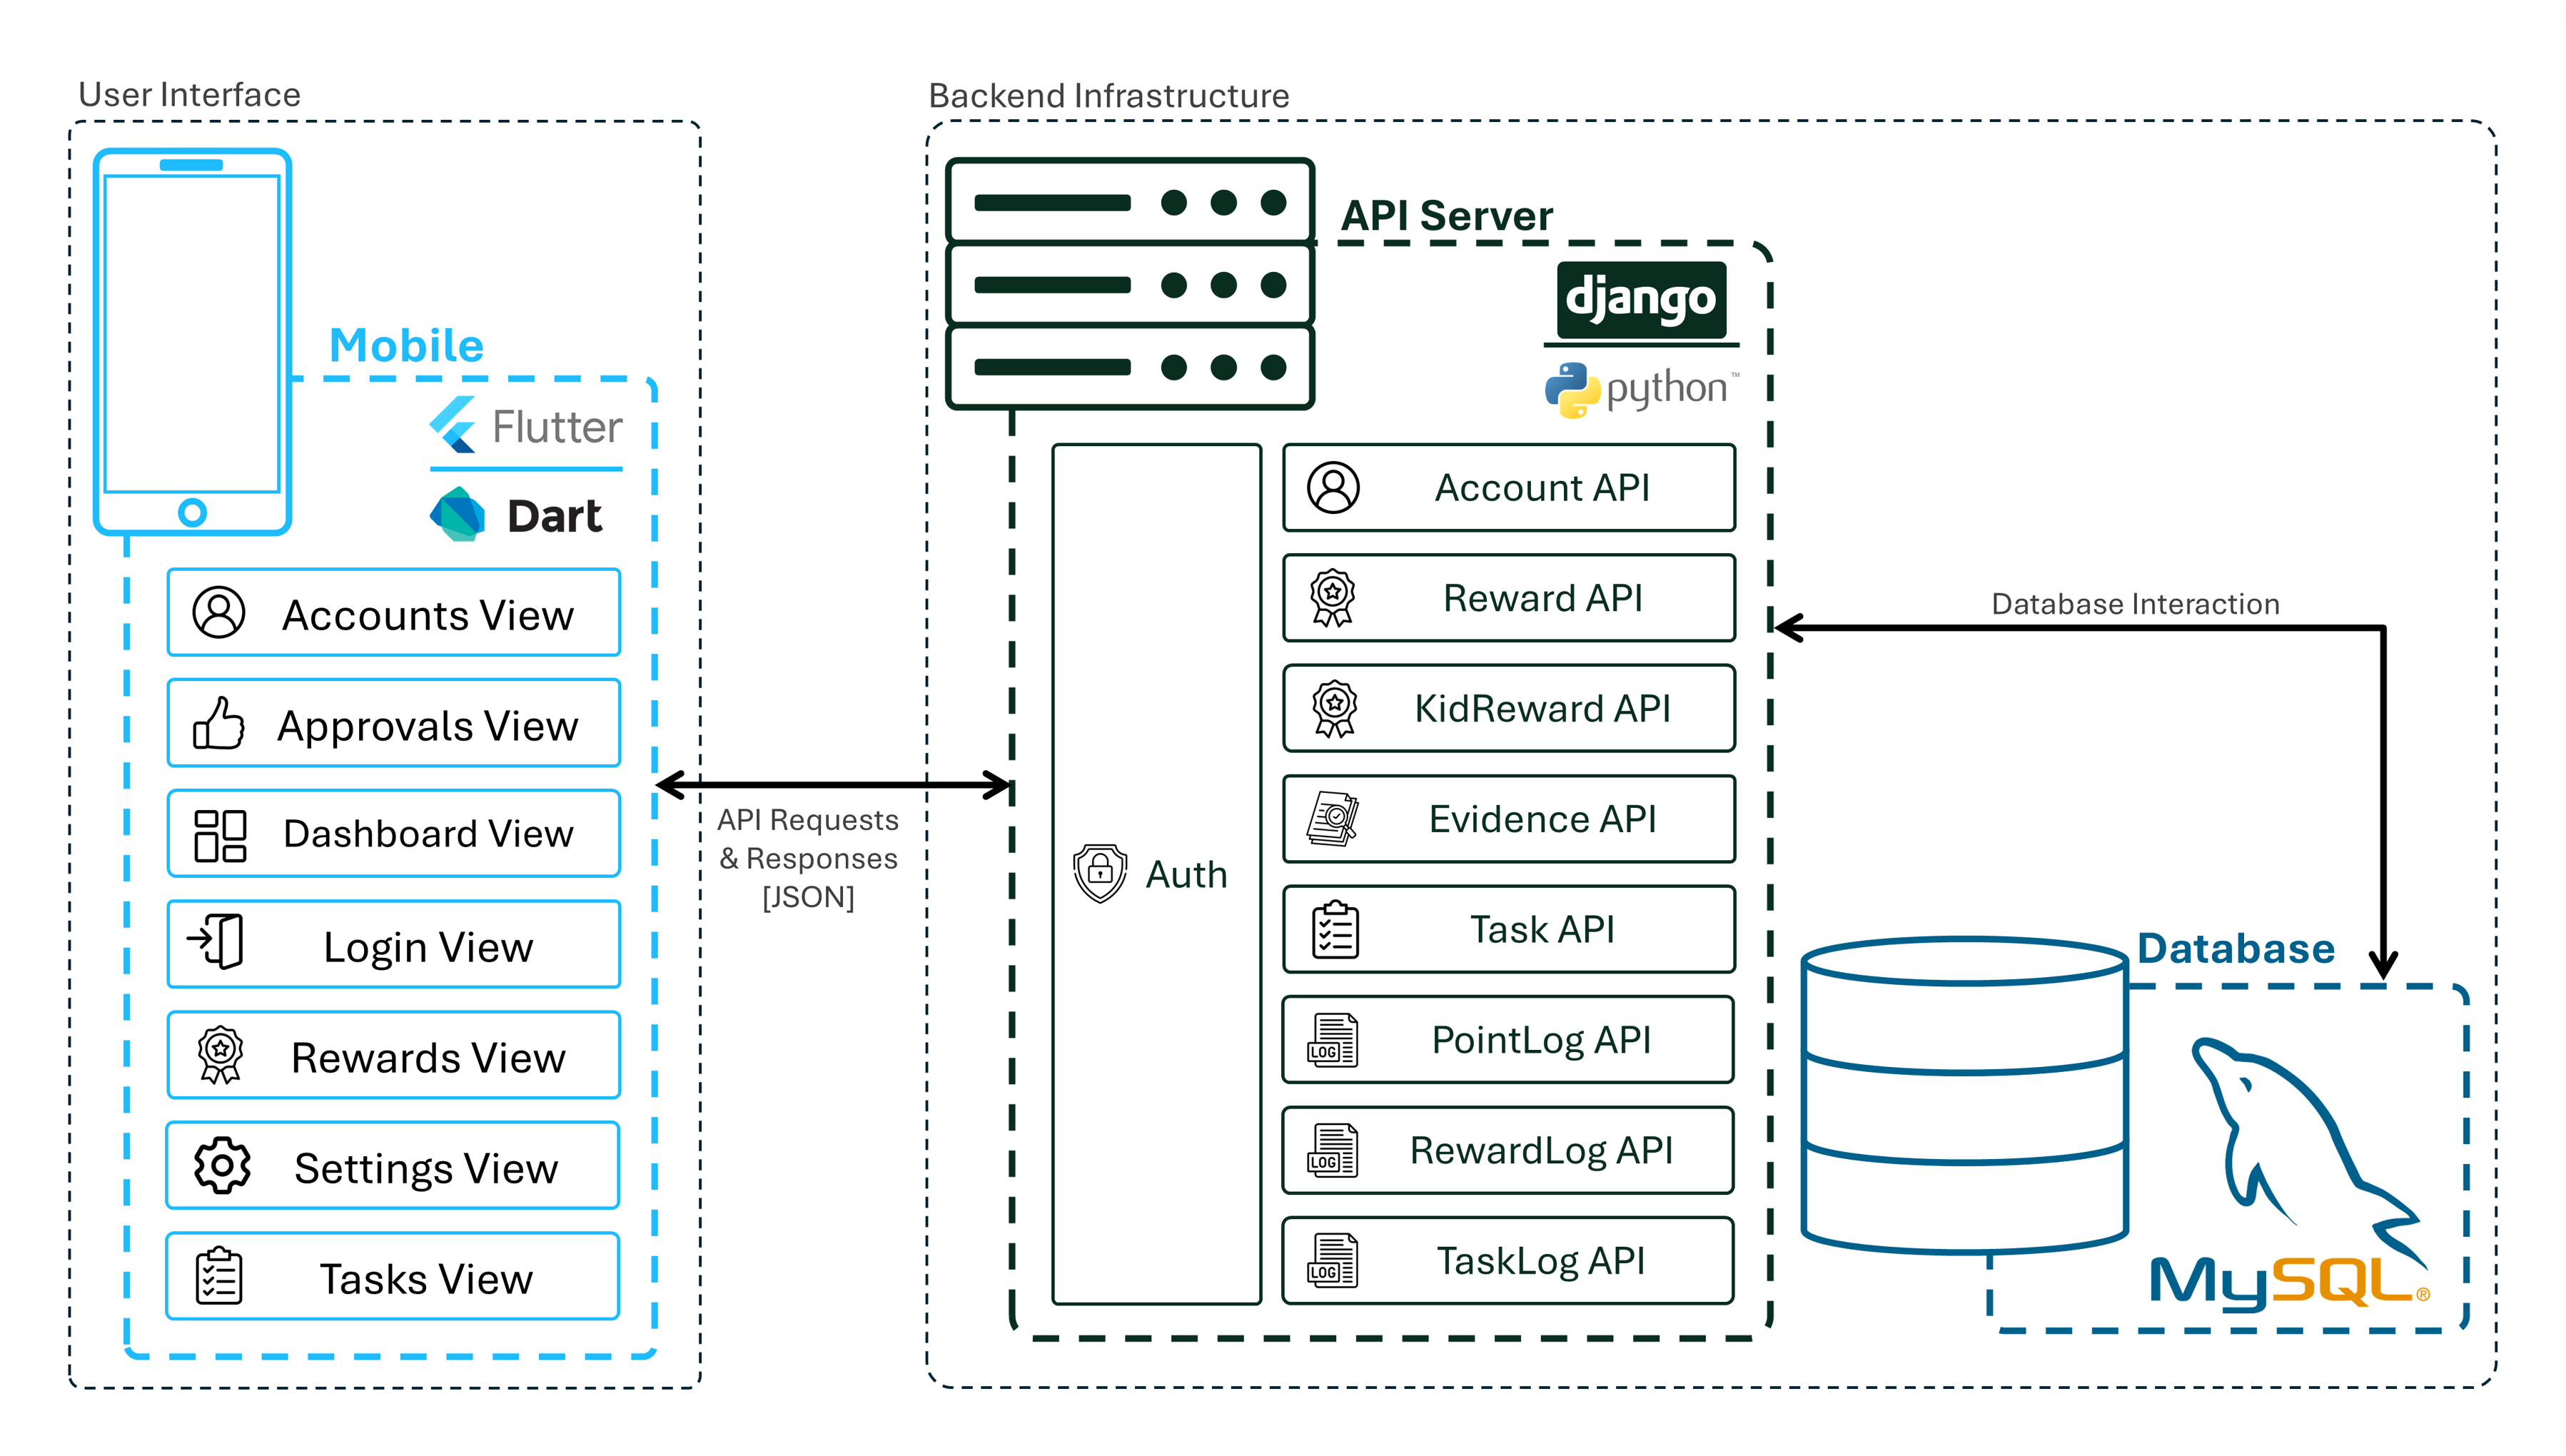 User Interface
Mobile
Flutter
Dart
Accounts View
Approvals View
Dashboard View
Login View
Rewards View
Settings View
Tasks View
API Requests
& Responses
[JSON]
Backend Infrastructure
API Server
django
python™
Auth
Account API
Reward API
KidReward API
Evidence API
Task API
LOG
PointLog API
LOG
RewardLog API
LOG
TaskLog API
Database Interaction
Database
MySQL®